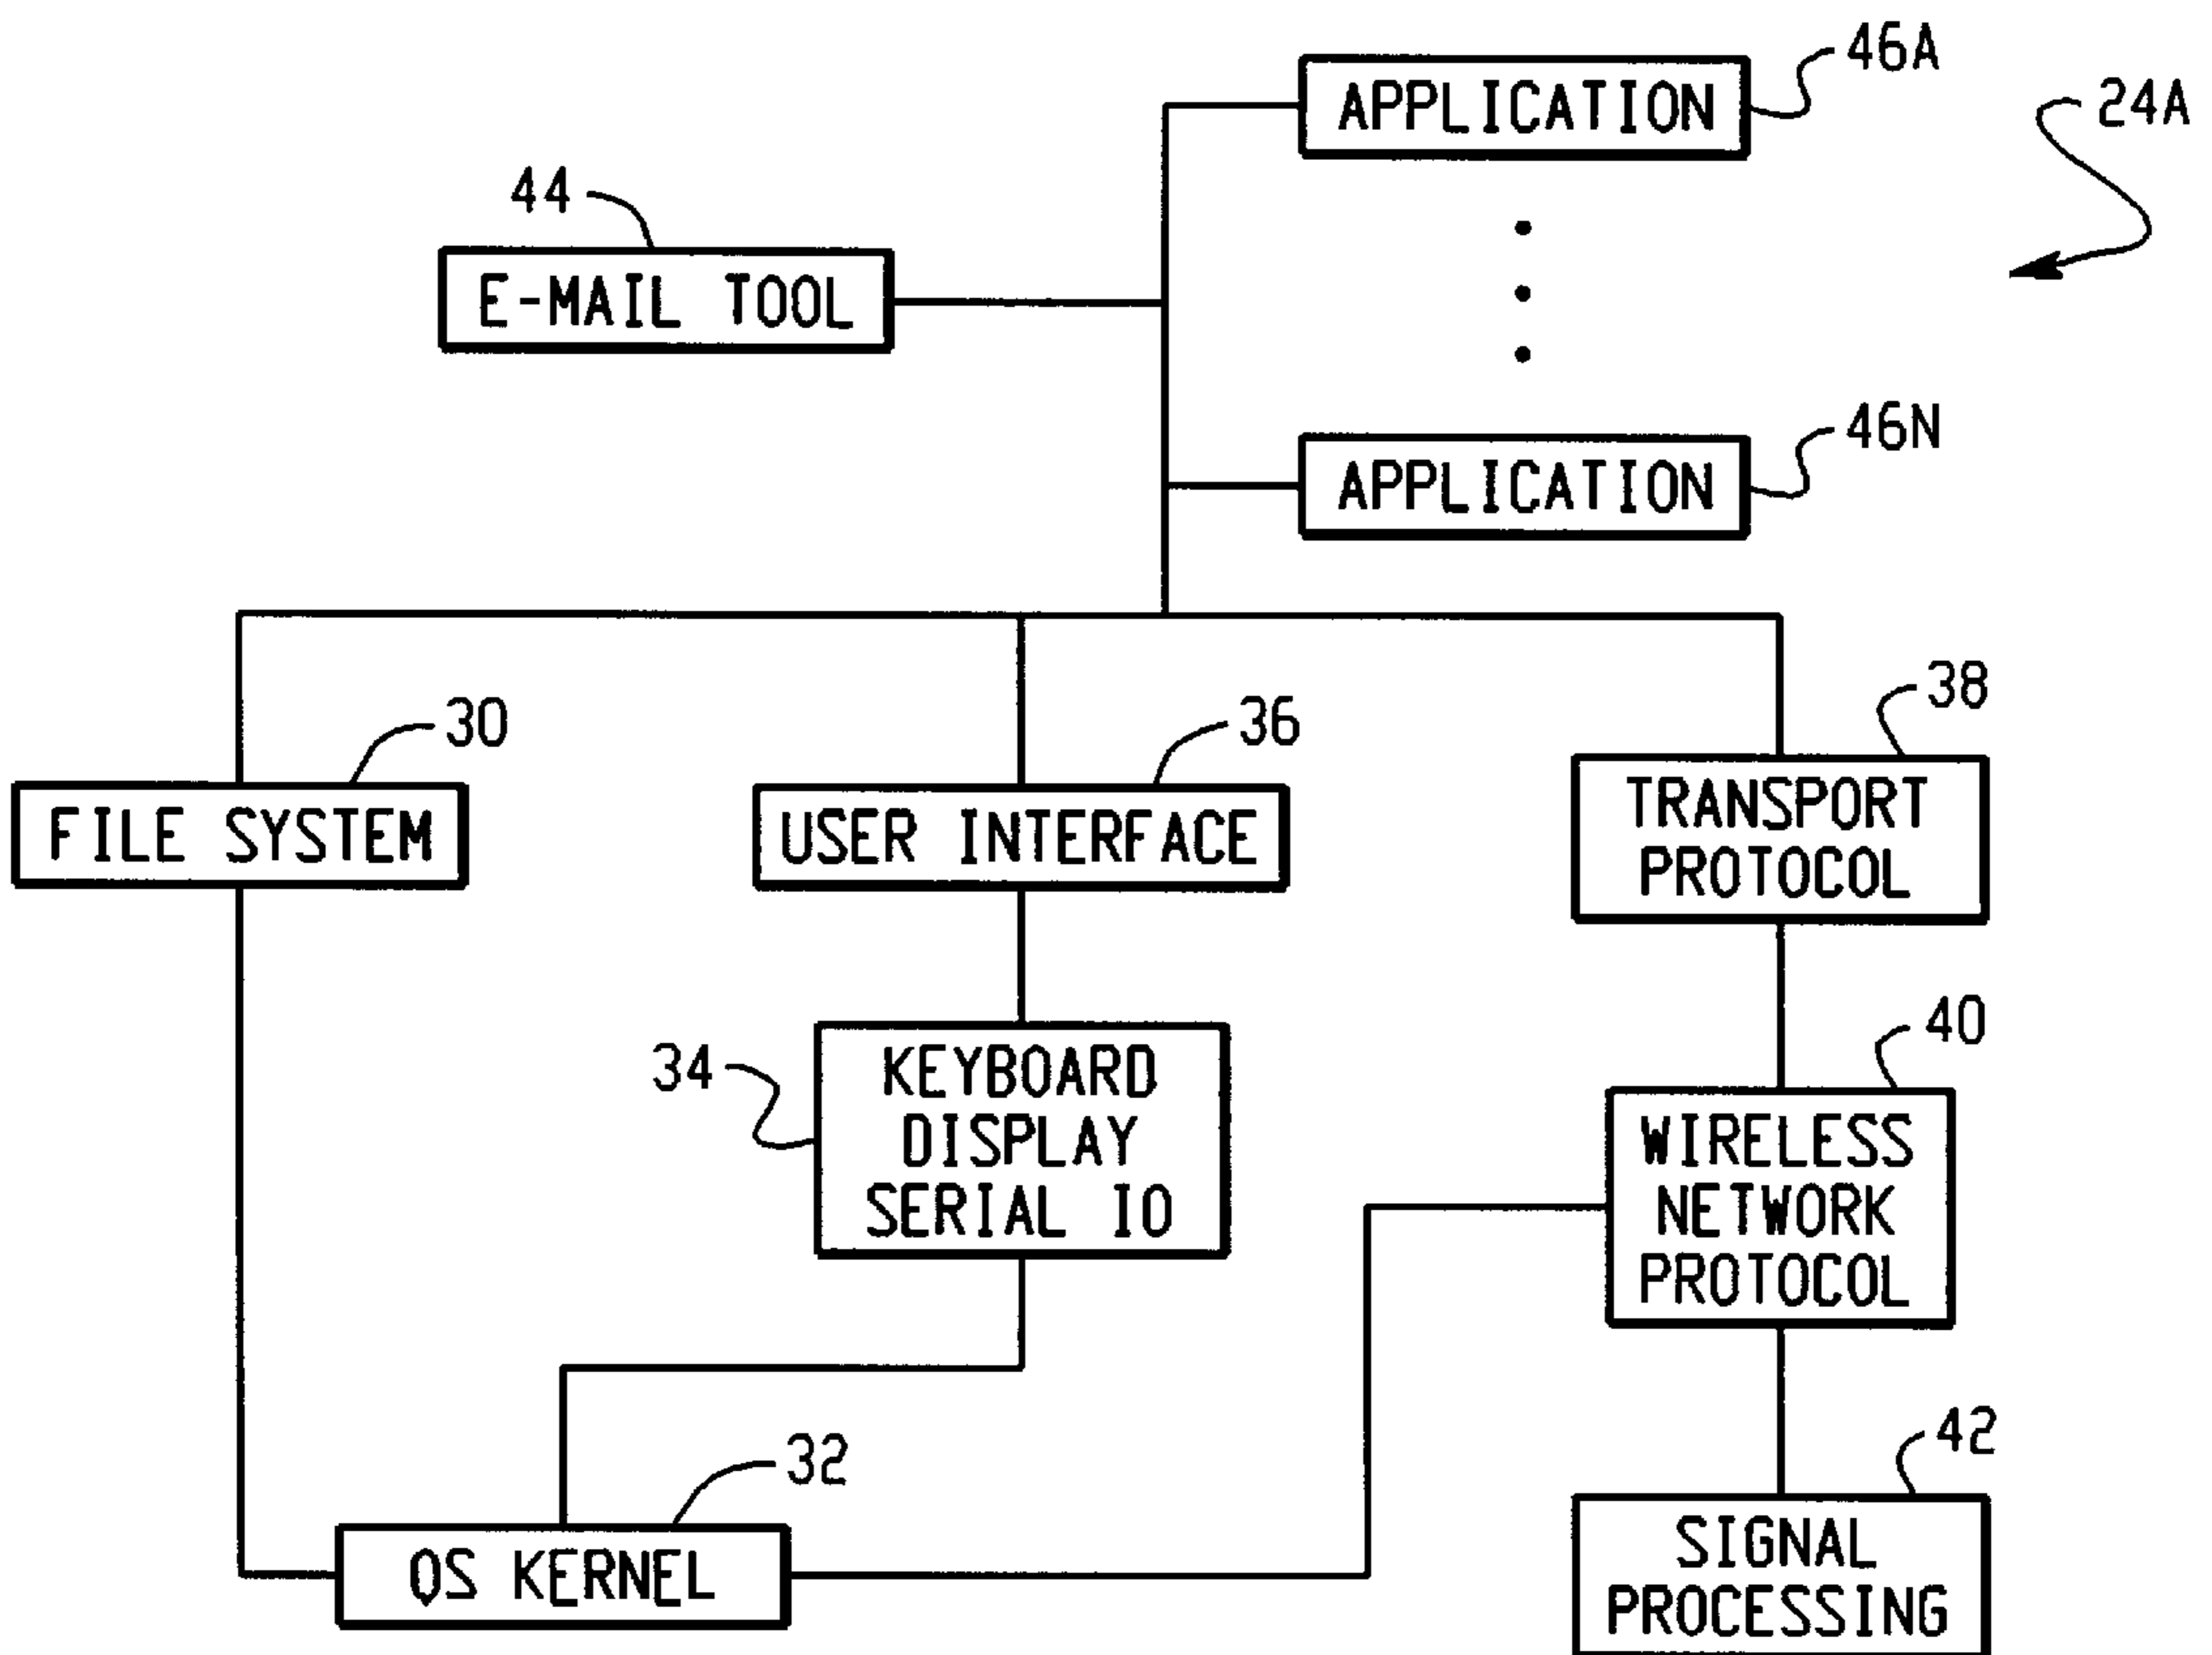 46A
APPLICATION
24A
44
E-MAIL TOOL
46N
APPLICATION
30
36
38
FILE SYSTEM
USER INTERFACE
TRANSPORT
PROTOCOL
34
KEYBOARD
DISPLAY
SERIAL IO
40
WIRELESS
NETWORK
PROTOCOL
32
OS KERNEL
42
SIGNAL
PROCESSING